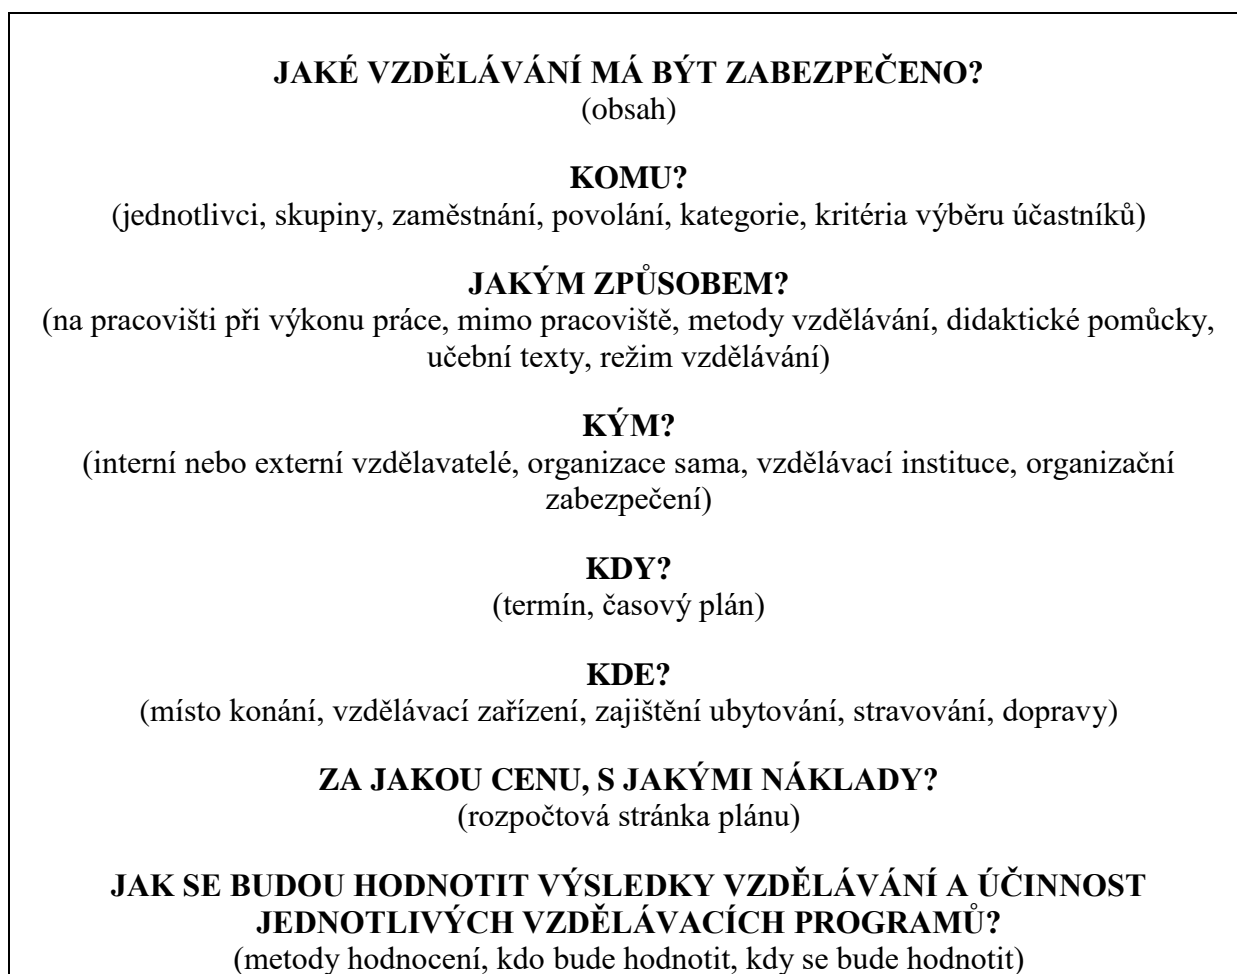 JAKÉ VZDĚLÁVÁNÍ MÁ BÝT ZABEZPEČENO?
(obsah)
KOMU?
(jednotlivci, skupiny, zaměstnání, povolání, kategorie, kritéria výběru účastníků)
JAKÝM ZPŮSOBEM?
(na pracovišti při výkonu práce, mimo pracoviště, metody vzdělávání, didaktické pomůcky,
učební texty, režim vzdělávání)
KÝM?
(interní nebo externí vzdělavatelé, organizace sama, vzdělávací instituce, organizační
zabezpečení)
KDY?
(termín, časový plán)
KDE?
(místo konání, vzdělávací zařízení, zajištění ubytování, stravování, dopravy)
ZA JAKOU CENU, S JAKÝMI NÁKLADY?
(rozpočtová stránka plánu)
JAK SE BUDOU HODNOTIT VÝSLEDKY VZDĚLÁVÁNÍ A ÚČINNOST
JEDNOTLIVÝCH VZDĚLÁVACÍCH PROGRAMŮ?
(metody hodnocení, kdo bude hodnotit, kdy se bude hodnotit)